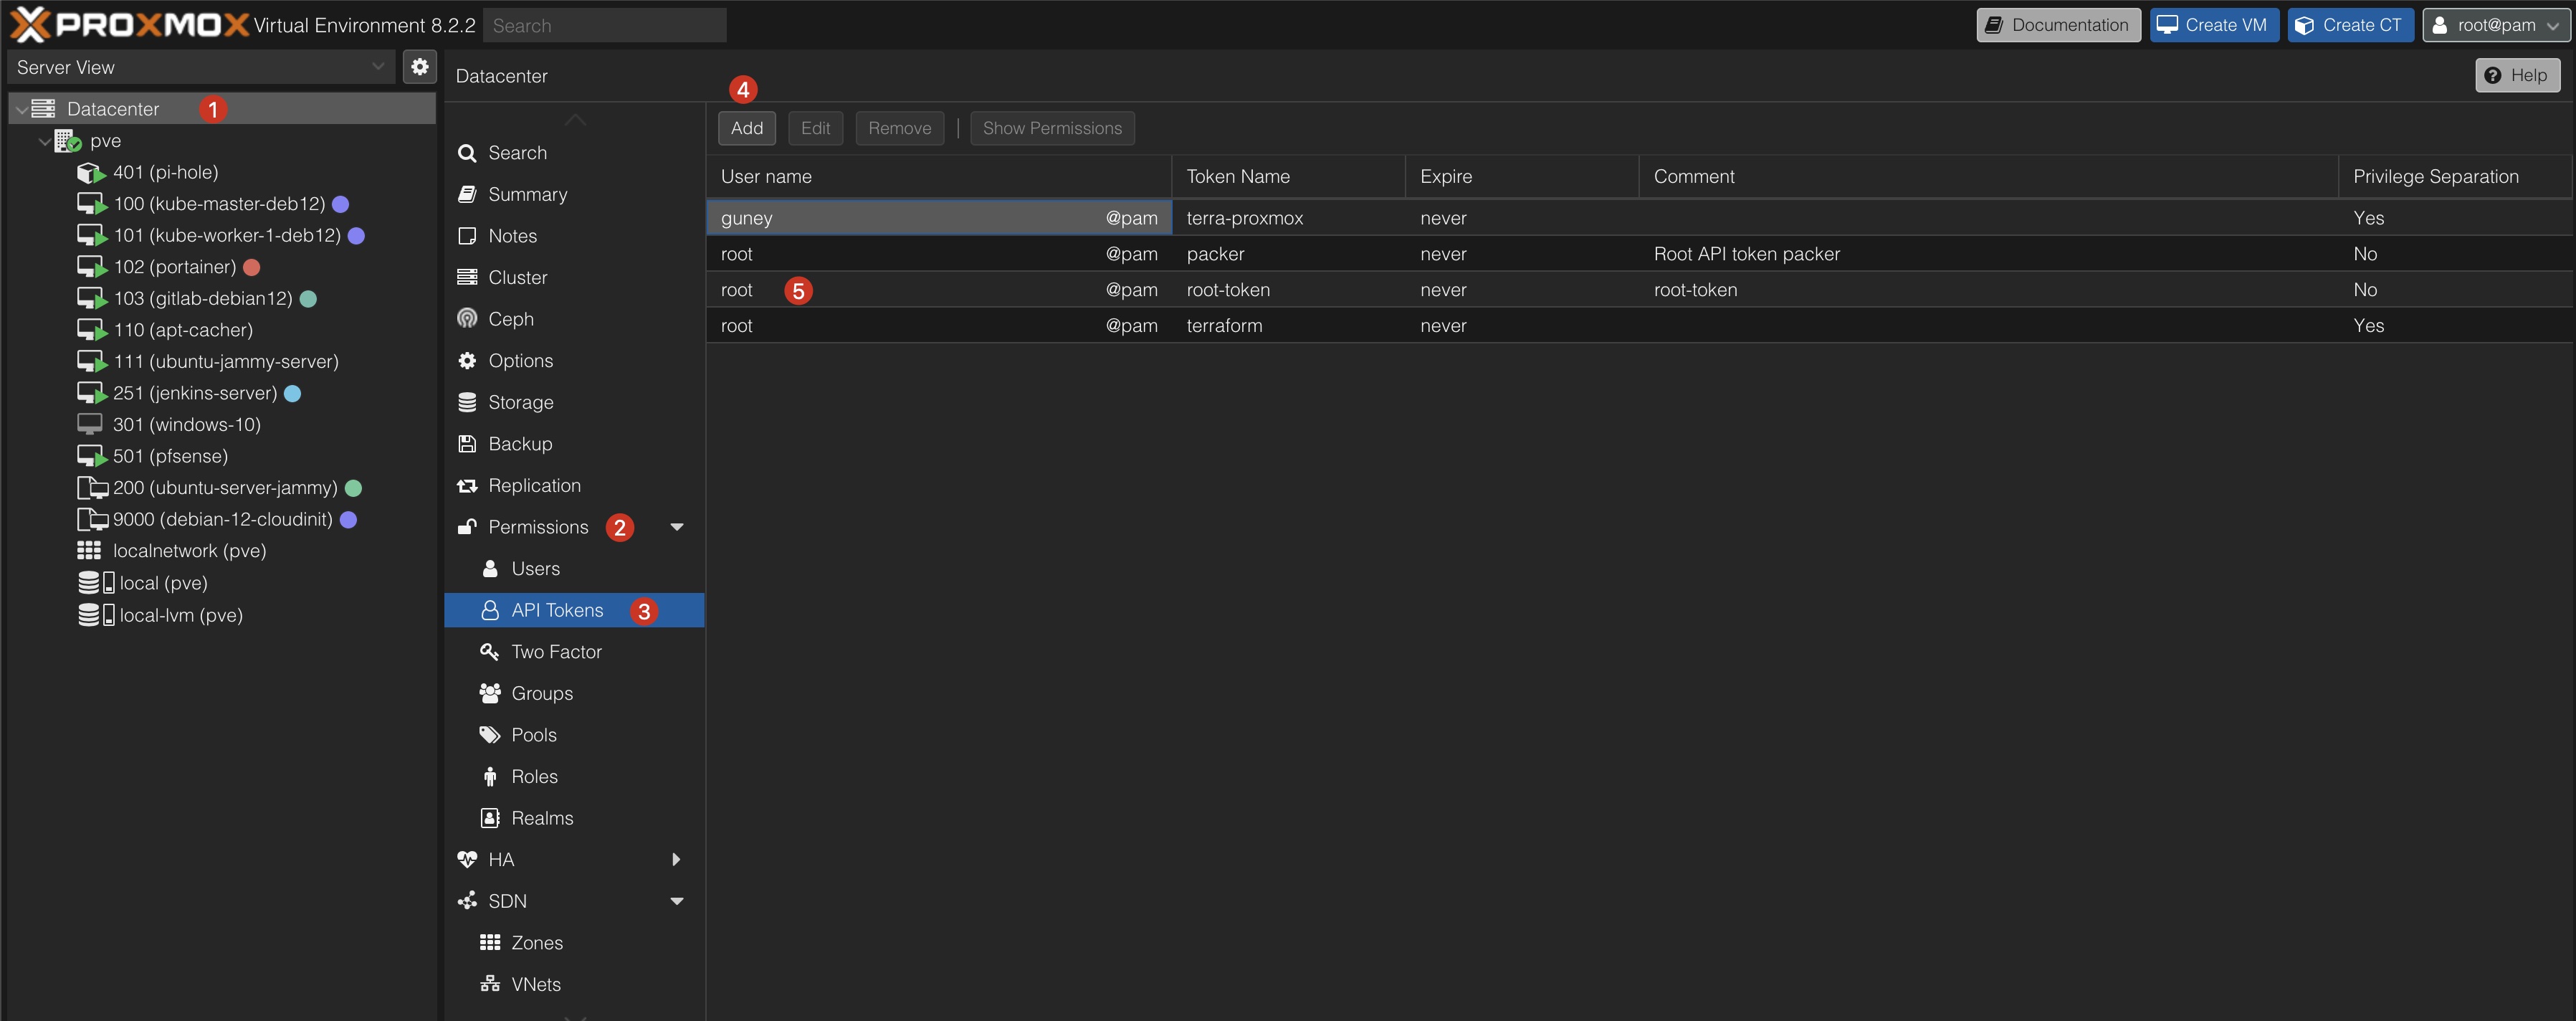 PROXMOX Virtual Environment 8.2.2 Search Documentation Create VM Create CT root@pam
Server View
Datacenter 1
pve
401 (pi-hole)
100 (kube-master-deb12)
101 (kube-worker-1-deb12)
102 (portainer)
103 (gitlab-debian12)
110 (apt-cacher)
111 (ubuntu-jammy-server)
251 (jenkins-server)
301 (windows-10)
501 (pfsense)
200 (ubuntu-server-jammy)
9000 (debian-12-cloudinit)
localnetwork (pve)
local (pve)
local-lvm (pve)
Datacenter Help
Search
Summary
Notes
Cluster
Ceph
Options
Storage
Backup
Replication
Permissions 2
Users
API Tokens 3
Two Factor
Groups
Pools
Roles
Realms
HA
SDN
Zones
VNets
4
Add Edit Remove Show Permissions
User name Token Name Expire Comment Privilege Separation
guney @pam terra-proxmox never Yes
root @pam packer never Root API token packer No
root 5 @pam root-token never root-token No
root @pam terraform never Yes